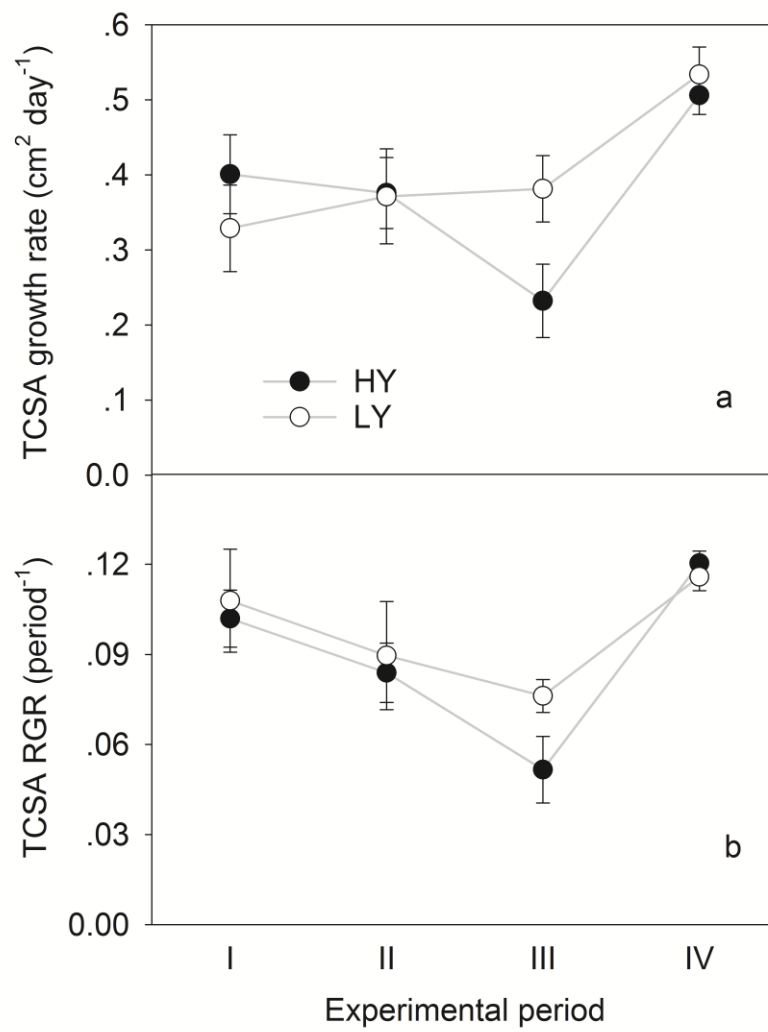 TCSA growth rate (cm² day⁻¹)
.6
.5
.4
.3
.2
.1
0.0
HY
LY
a
TCSA RGR (period⁻¹)
.12
.09
.06
.03
0.00
b
I II III IV
Experimental period